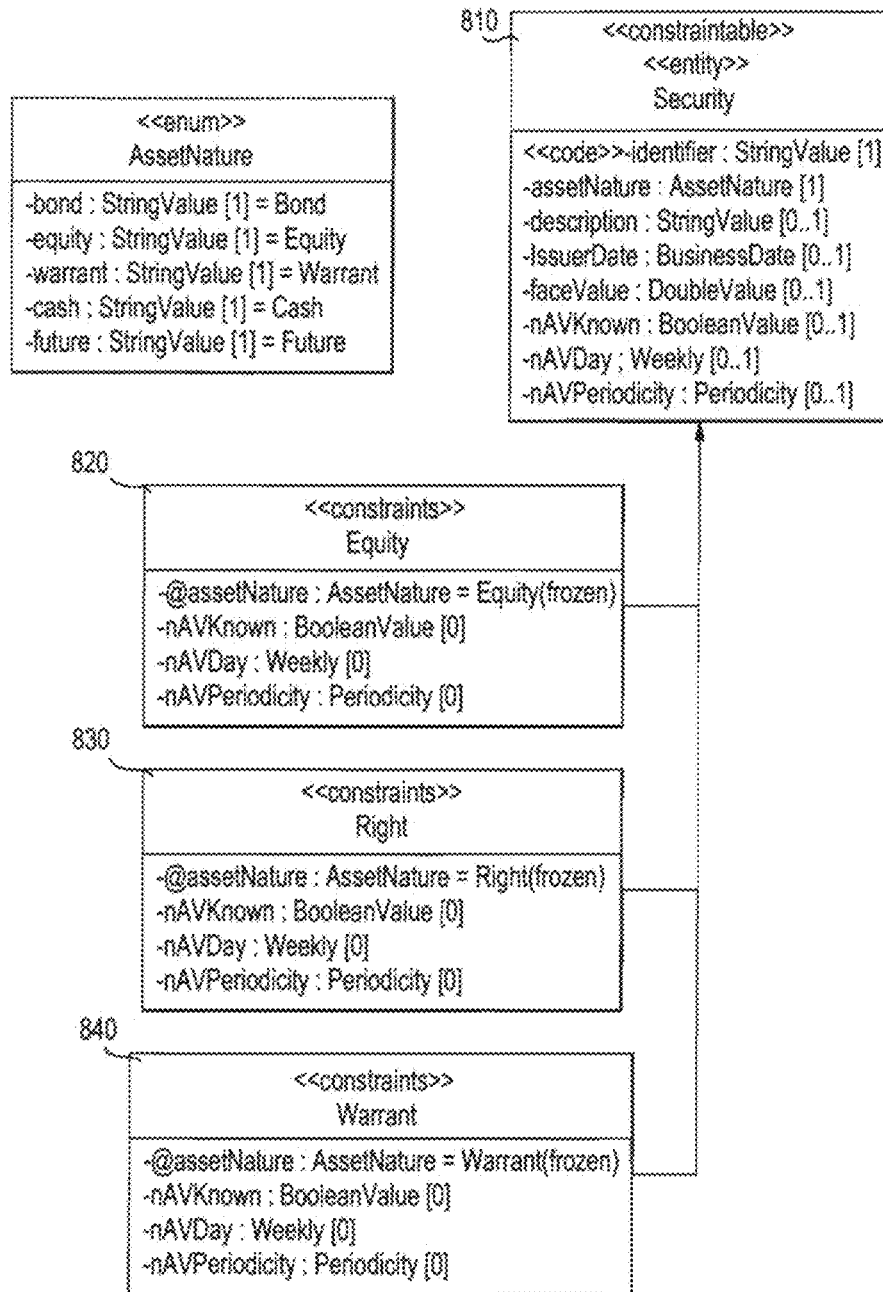 810
<<constraintable>>
<<entity>>
Security
<<code>>-identifier : StringValue [1]
-assetNature : AssetNature [1]
-description : StringValue [0..1]
-IssuerDate : BusinessDate [0..1]
-faceValue : DoubleValue [0..1]
-nAVKnown : BooleanValue [0..1]
-nAVDay ; Weekly [0..1]
-nAVPeriodicity : Periodicity [0..1]
<<enum>>
AssetNature
-bond : StringValue [1] = Bond
-equity : StringValue [1] = Equity
-warrant : StringValue [1] = Warrant
-cash : StringValue [1] = Cash
-future : StringValue [1] = Future
820
<<constraints>>
Equity
-@assetNature : AssetNature = Equity(frozen)
-nAVKnown : BooleanValue [0]
-nAVDay : Weekly [0]
-nAVPeriodicity : Periodicity [0]
830
<<constraints>>
Right
-@assetNature : AssetNature = Right(frozen)
-nAVKnown : BooleanValue [0]
-nAVDay : Weekly [0]
-nAVPeriodicity : Periodicity [0]
840
<<constraints>>
Warrant
-@assetNature : AssetNature = Warrant(frozen)
-nAVKnown : BooleanValue [0]
-nAVDay : Weekly [0]
-nAVPeriodicity : Periodicity [0]